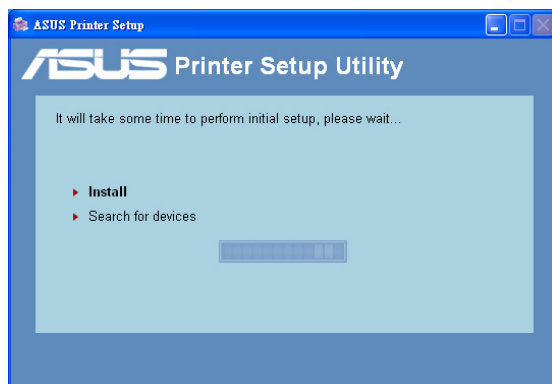 ASUS Printer Setup
ASUS Printer Setup Utility
It will take some time to perform initial setup, please wait...
Install
Search for devices